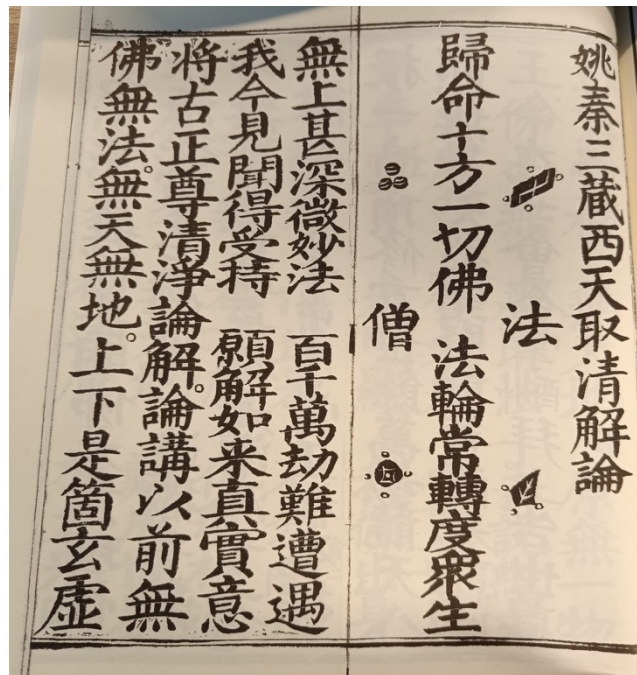 姚秦三藏西天取清解論
法
歸命十方一切佛　法輪常轉度衆生
僧
無上甚深微妙法　百千萬劫難遭遇
我今見聞得受持　願解如来真實意
将古正尊清淨論解。論講以前無
佛無法。無天無地。上下是箇玄虛